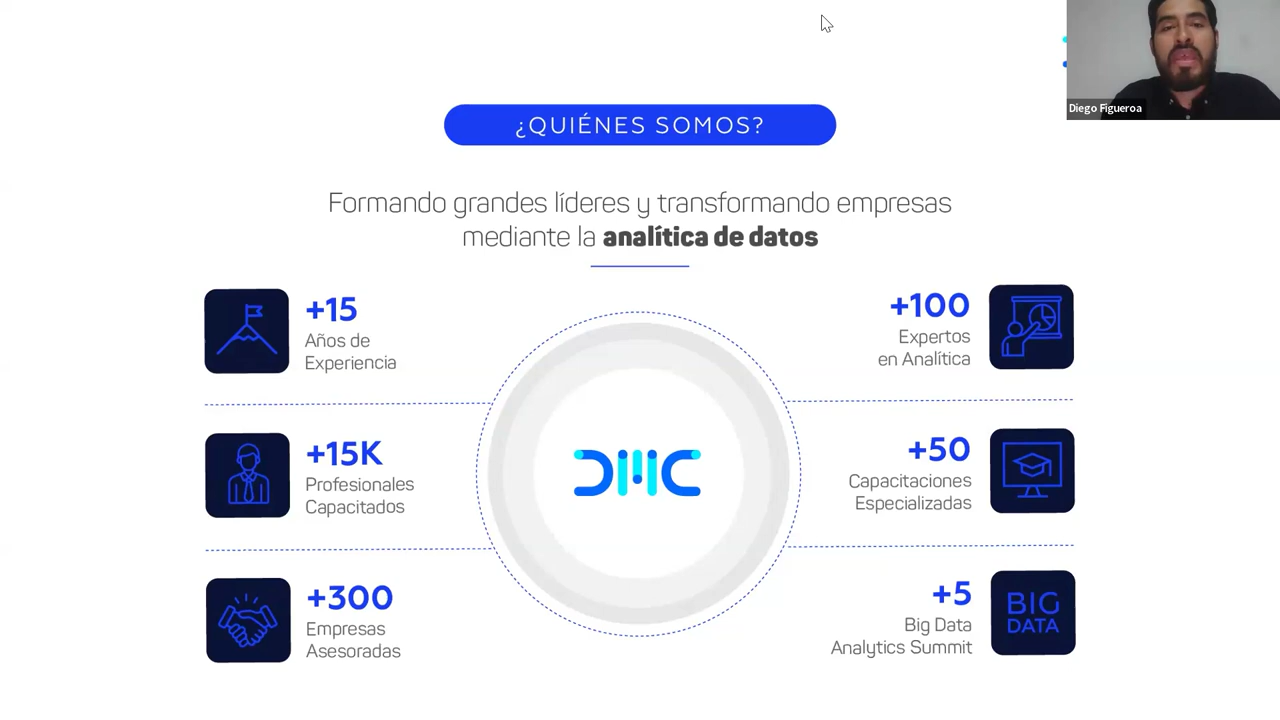 Diego Figueroa
¿QUIÉNES SOMOS?
Formando grandes líderes y transformando empresas
mediante la analítica de datos
+15
Años de
Experiencia
+15K
Profesionales
Capacitados
+300
Empresas
Asesoradas
DMC
+100
Expertos
en Analítica
+50
Capacitaciones
Especializadas
+5
Big Data
Analytics Summit
BIG
DATA